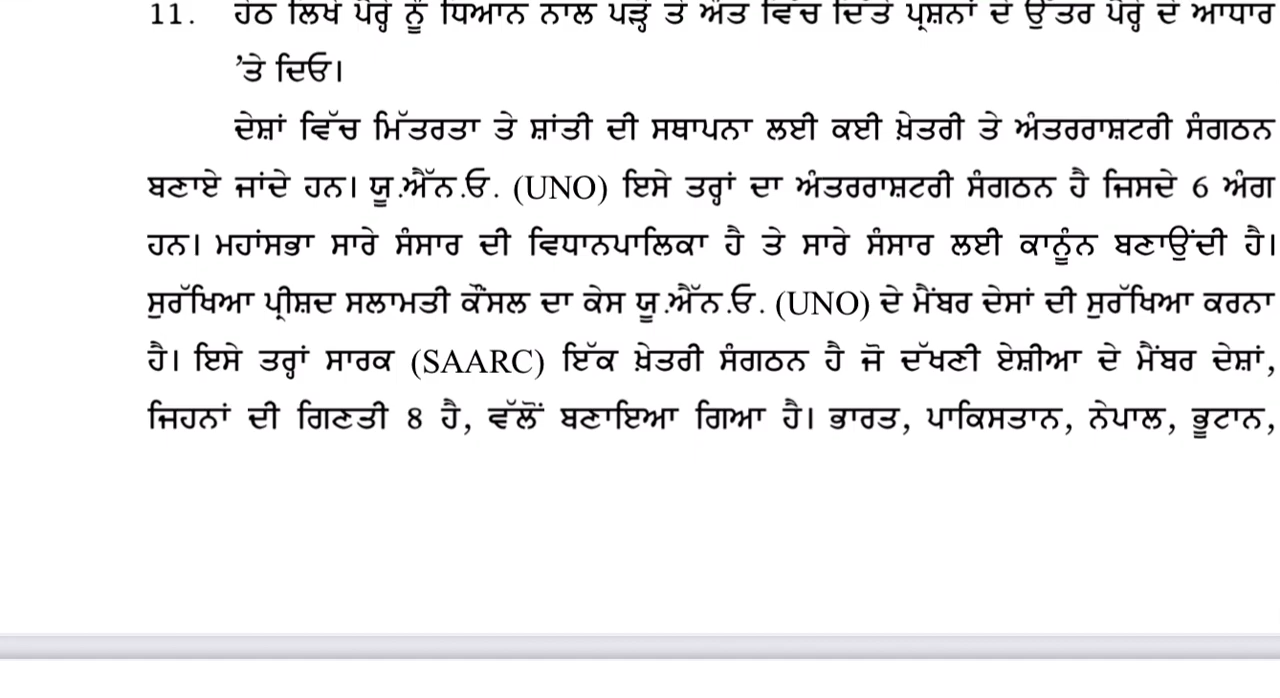 11. ਹੇਠ ਲਿਖੇ ਪੈਰ੍ਹੇ ਨੂੰ ਧਿਆਨ ਨਾਲ ਪੜ੍ਹੋ ਤੇ ਅੰਤ ਵਿੱਚ ਦਿੱਤੇ ਪ੍ਰਸ਼ਨਾਂ ਦੇ ਉੱਤਰ ਪੈਰ੍ਹੇ ਦੇ ਆਧਾਰ
'ਤੇ ਦਿਓ।
ਦੇਸ਼ਾਂ ਵਿੱਚ ਮਿੱਤਰਤਾ ਤੇ ਸ਼ਾਂਤੀ ਦੀ ਸਥਾਪਨਾ ਲਈ ਕਈ ਖ਼ੇਤਰੀ ਤੇ ਅੰਤਰਰਾਸ਼ਟਰੀ ਸੰਗਠਨ
ਬਣਾਏ ਜਾਂਦੇ ਹਨ। ਯੂ.ਐੱਨ.ਓ. (UNO) ਇਸੇ ਤਰ੍ਹਾਂ ਦਾ ਅੰਤਰਰਾਸ਼ਟਰੀ ਸੰਗਠਨ ਹੈ ਜਿਸਦੇ 6 ਅੰਗ
ਹਨ। ਮਹਾਂਸਭਾ ਸਾਰੇ ਸੰਸਾਰ ਦੀ ਵਿਧਾਨਪਾਲਿਕਾ ਹੈ ਤੇ ਸਾਰੇ ਸੰਸਾਰ ਲਈ ਕਾਨੂੰਨ ਬਣਾਉਂਦੀ ਹੈ।
ਸੁਰੱਖਿਆ ਪ੍ਰੀਸ਼ਦ ਸਲਾਮਤੀ ਕੌਂਸਲ ਦਾ ਕੇਸ ਯੂ.ਐੱਨ.ਓ. (UNO) ਦੇ ਮੈਂਬਰ ਦੇਸਾਂ ਦੀ ਸੁਰੱਖਿਆ ਕਰਨਾ
ਹੈ। ਇਸੇ ਤਰ੍ਹਾਂ ਸਾਰਕ (SAARC) ਇੱਕ ਖ਼ੇਤਰੀ ਸੰਗਠਨ ਹੈ ਜੋ ਦੱਖਣੀ ਏਸ਼ੀਆ ਦੇ ਮੈਂਬਰ ਦੇਸ਼ਾਂ,
ਜਿਹਨਾਂ ਦੀ ਗਿਣਤੀ 8 ਹੈ, ਵੱਲੋਂ ਬਣਾਇਆ ਗਿਆ ਹੈ। ਭਾਰਤ, ਪਾਕਿਸਤਾਨ, ਨੇਪਾਲ, ਭੂਟਾਨ,